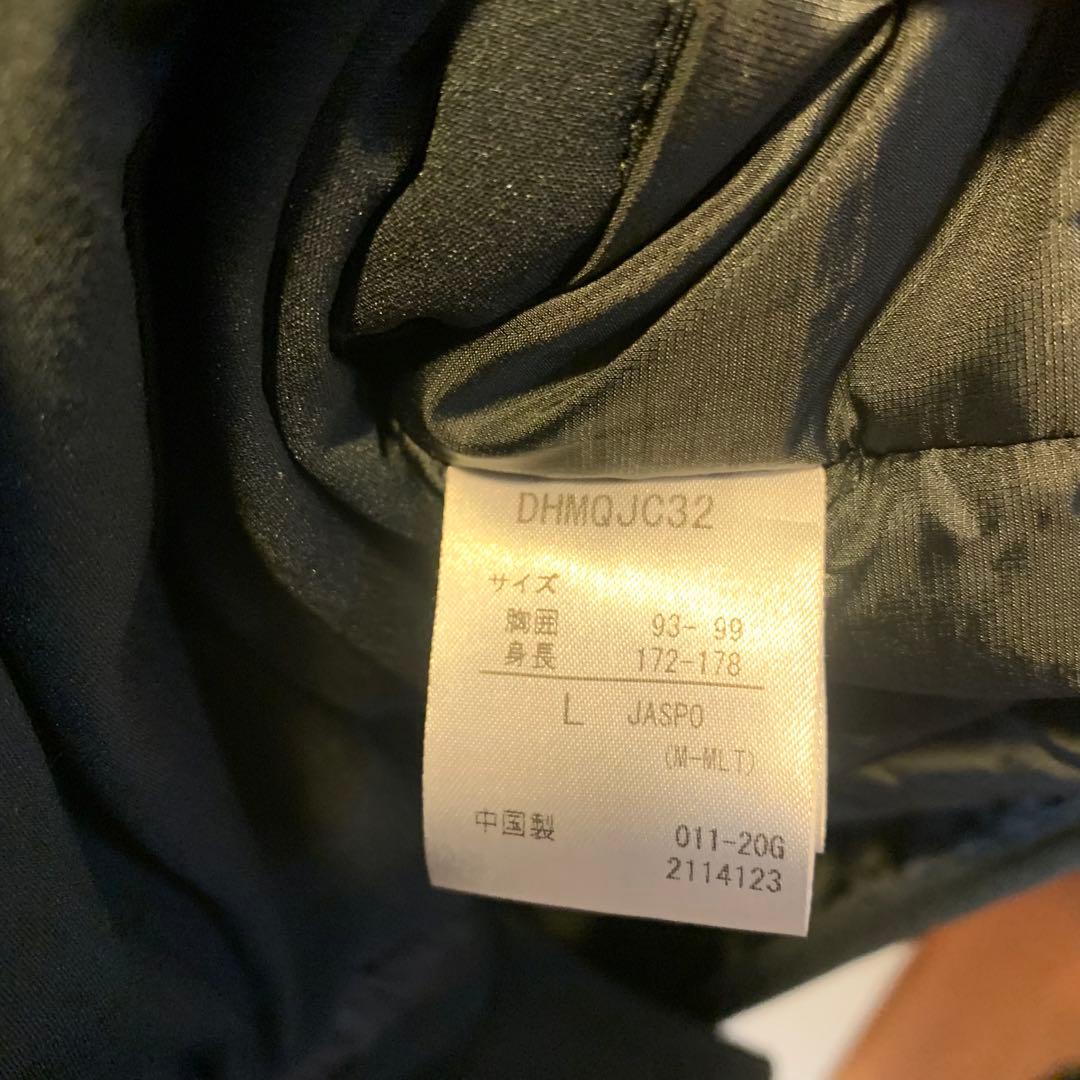 DHMQJC32
サイズ
胸囲 93- 99
身長 172-178
L JASPO
(M-MLT)
中国製 011-20G
2114123